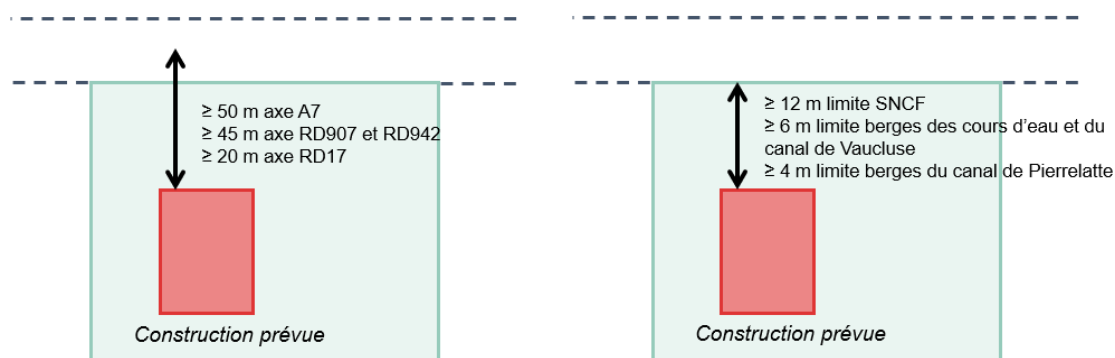 ≥ 50 m axe A7
≥ 45 m axe RD907 et RD942
≥ 20 m axe RD17
Construction prévue
≥ 12 m limite SNCF
≥ 6 m limite berges des cours d'eau et du
canal de Vaucluse
≥ 4 m limite berges du canal de Pierrelatte
Construction prévue